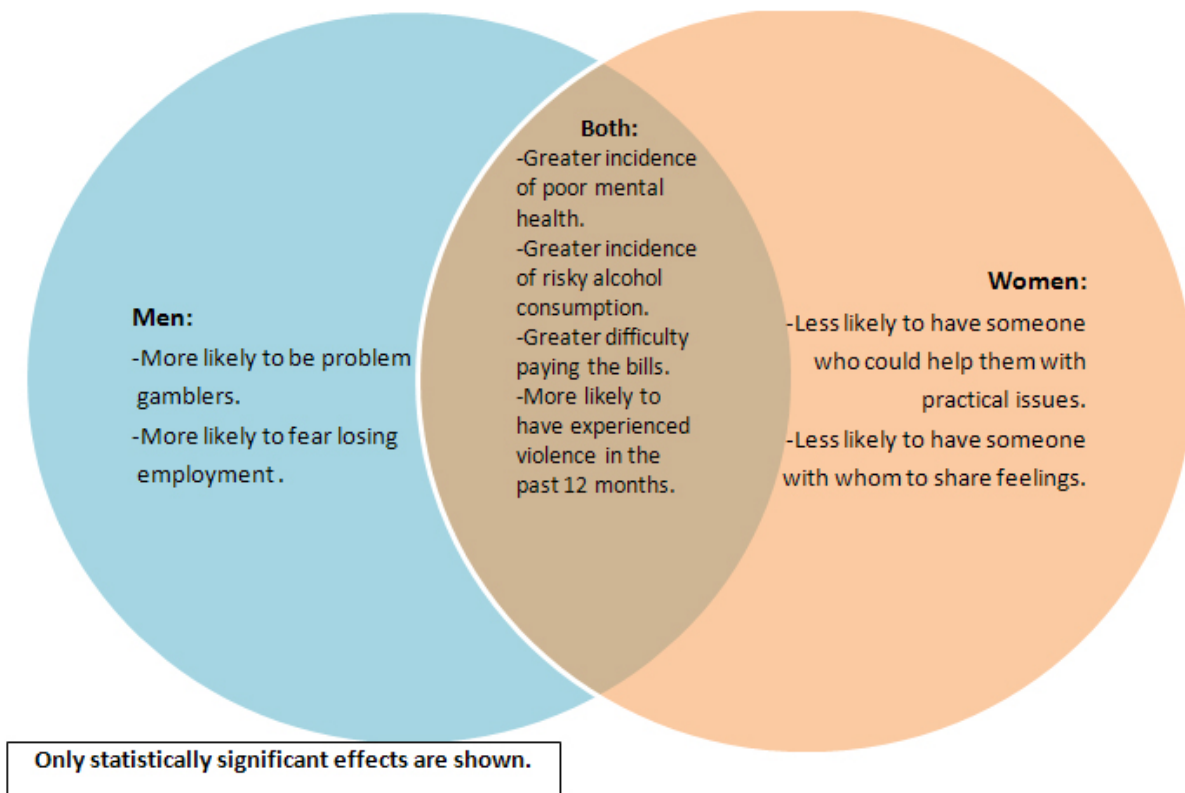 Both:
-Greater incidence
of poor mental
health.
-Greater incidence
of risky alcohol
consumption.
-Greater difficulty
paying the bills.
-More likely to
have experienced
violence in the
past 12 months.
Men:
-More likely to be problem
gamblers.
-More likely to fear losing
employment .
Women:
-Less likely to have someone
who could help them with
practical issues.
-Less likely to have someone
with whom to share feelings.
Only statistically significant effects are shown.